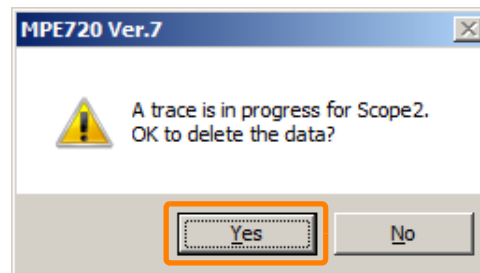 MPE720 Ver.7
A trace is in progress for Scope2.
OK to delete the data?
Yes
No